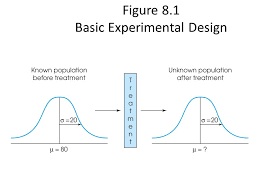 Figure 8.1
Basic Experimental Design
Known population
before treatment
T
r
e
a
t
m
e
n
t
Unknown population
after treatment
σ = 20
σ = 20
μ = 80
μ = ?